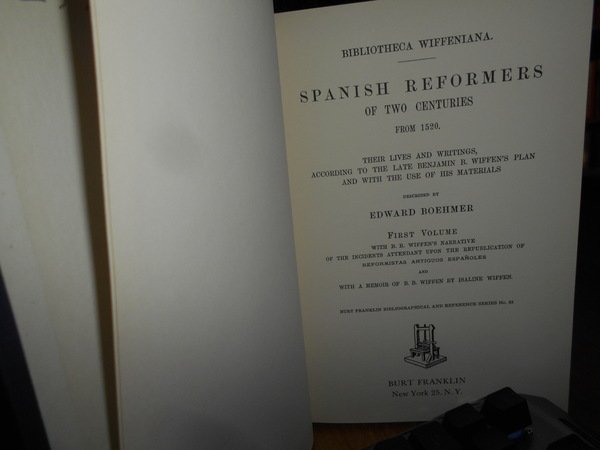 BIBLIOTHECA WIFFENIANA.
SPANISH REFORMERS
OF TWO CENTURIES
FROM 1520.
THEIR LIVES AND WRITINGS,
ACCORDING TO THE LATE BENJAMIN B. WIFFEN'S PLAN
AND WITH THE USE OF HIS MATERIALS
DESCRIBED BY
EDWARD BOEHMER
FIRST VOLUME
WITH B. B. WIFFEN'S NARRATIVE
OF THE INCIDENTS ATTENDANT UPON THE REPUBLICATION OF
REFORMISTAS ANTIGUOS ESPAÑOLES
AND
WITH A MEMOIR OF B. B. WIFFEN BY ISALINE WIFFEN.
BURT FRANKLIN BIBLIOGRAPHICAL AND REFERENCE SERIES No.
BURT FRANKLIN
New York 25, N. Y.